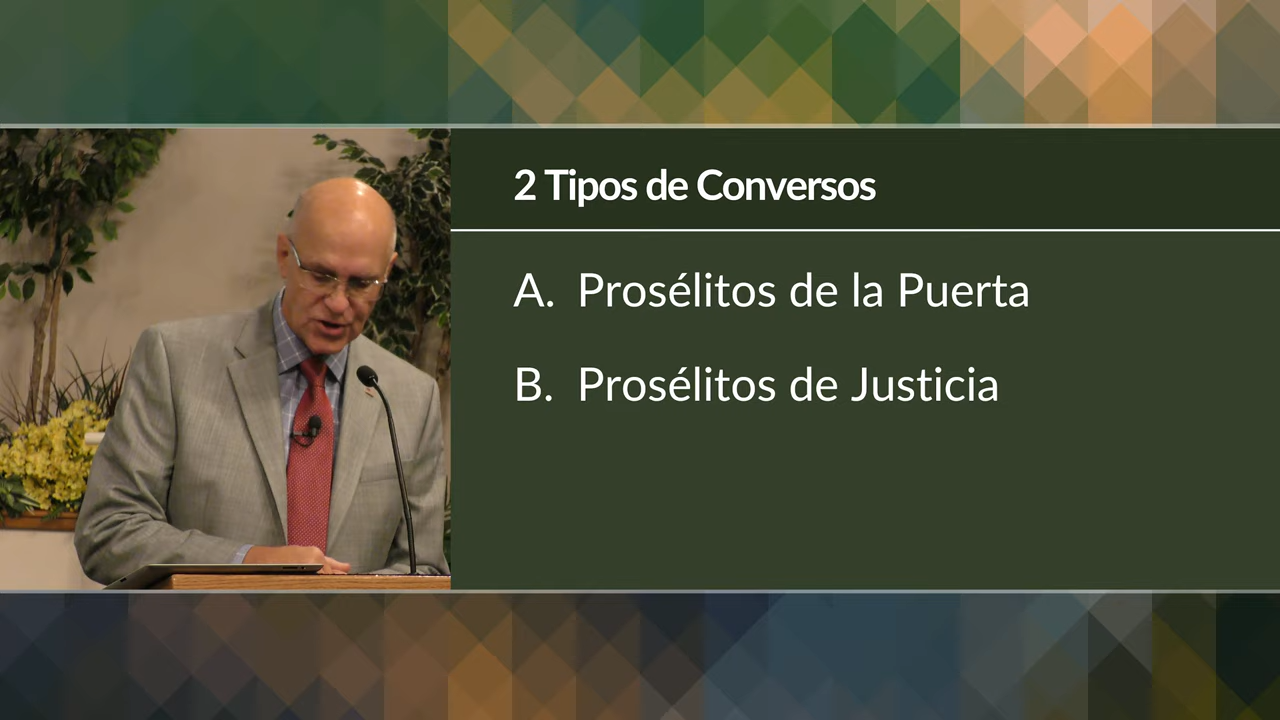 2 Tipos de Conversos
A. Prosélitos de la Puerta
B. Prosélitos de Justicia